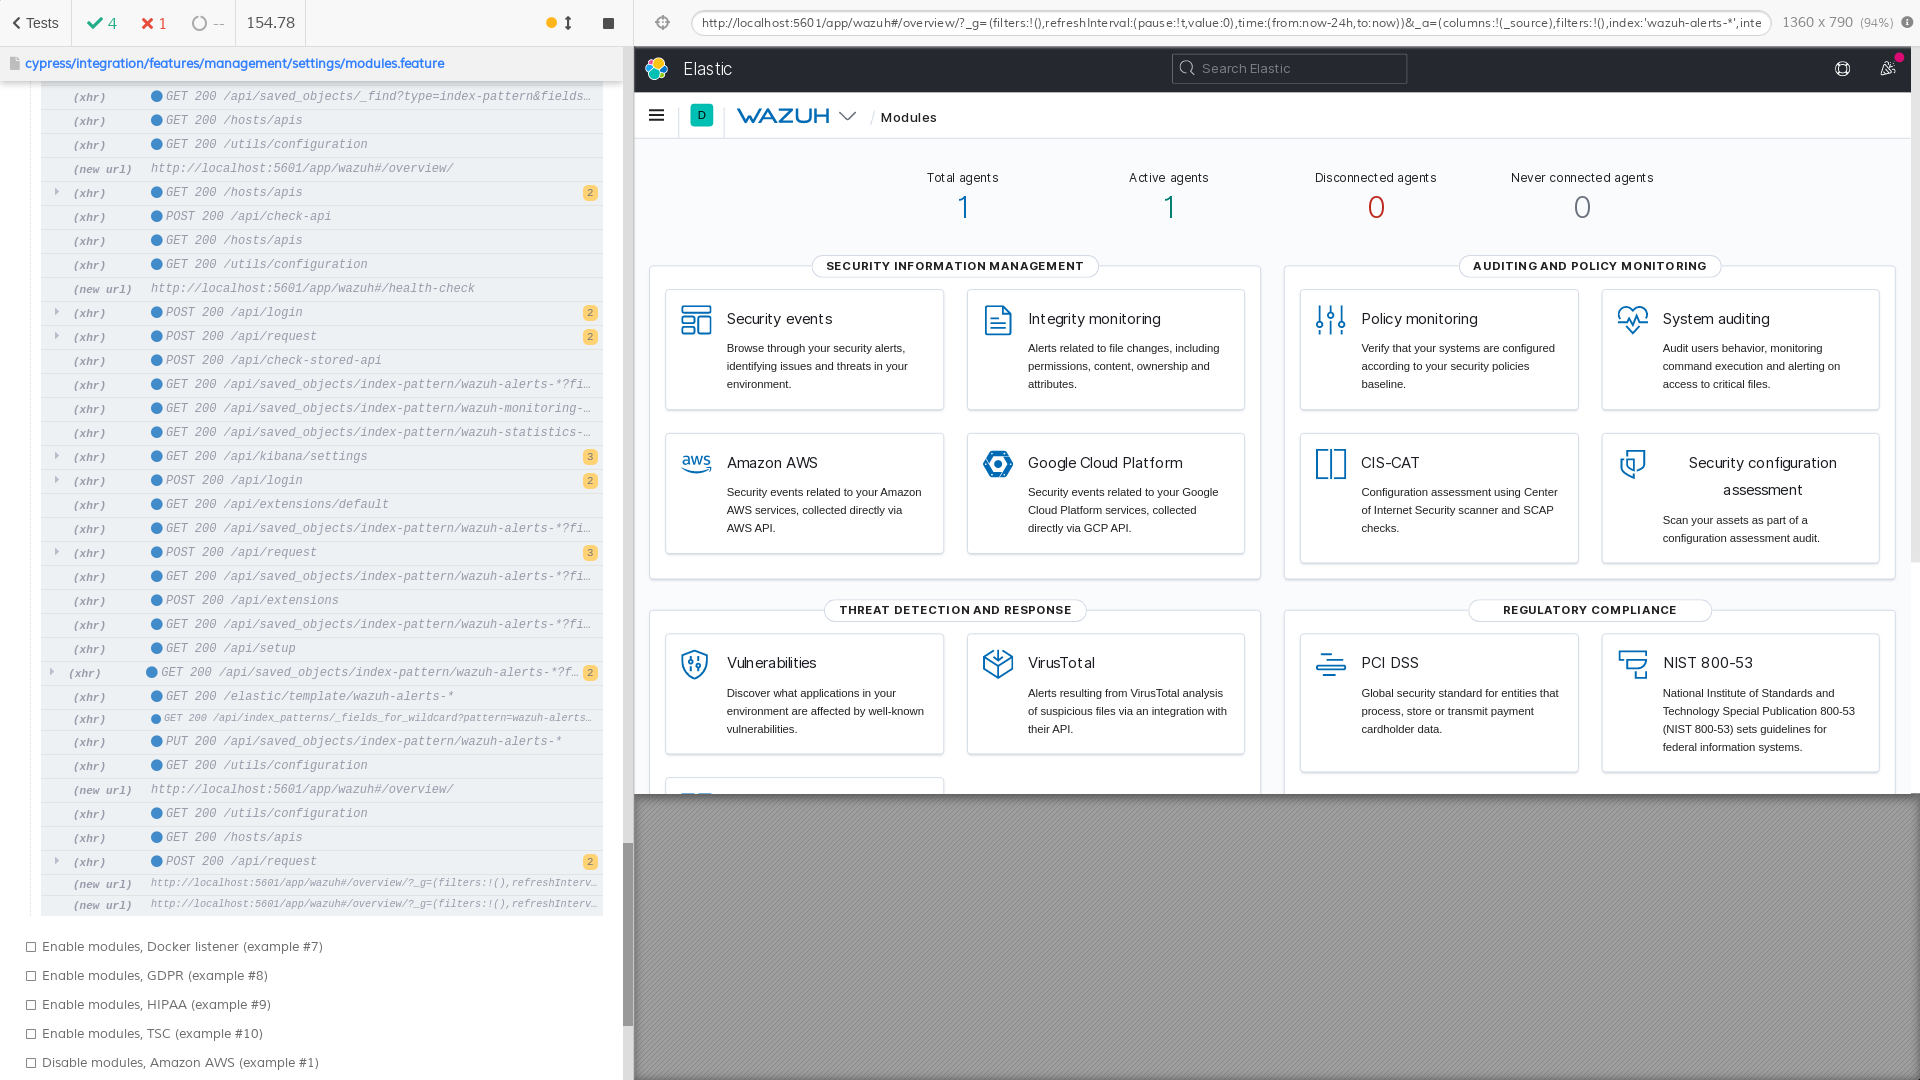 Tests
4
1
--
154.78
http://localhost:5601/app/wazuh#/overview/?_g=(filters:!(),refreshInterval:(pause:!t,value:0),time:(from:now-24h,to:now))&_a=(columns:!(_source),filters:!(),index:'wazuh-alerts-*',inte
1360 x 790 (94%)
cypress/integration/features/management/settings/modules.feature
(xhr) GET 200 /api/saved_objects/_find?type=index-pattern&fields…
(xhr) GET 200 /hosts/apis
(xhr) GET 200 /utils/configuration
(new url) http://localhost:5601/app/wazuh#/overview/
(xhr) GET 200 /hosts/apis 2
(xhr) POST 200 /api/check-api
(xhr) GET 200 /hosts/apis
(xhr) GET 200 /utils/configuration
(new url) http://localhost:5601/app/wazuh#/health-check
(xhr) POST 200 /api/login 2
(xhr) POST 200 /api/request 2
(xhr) POST 200 /api/check-stored-api
(xhr) GET 200 /api/saved_objects/index-pattern/wazuh-alerts-*?fi…
(xhr) GET 200 /api/saved_objects/index-pattern/wazuh-monitoring-…
(xhr) GET 200 /api/saved_objects/index-pattern/wazuh-statistics-…
(xhr) GET 200 /api/kibana/settings 3
(xhr) POST 200 /api/login 2
(xhr) GET 200 /api/extensions/default
(xhr) GET 200 /api/saved_objects/index-pattern/wazuh-alerts-*?fi…
(xhr) POST 200 /api/request 3
(xhr) GET 200 /api/saved_objects/index-pattern/wazuh-alerts-*?fi…
(xhr) POST 200 /api/extensions
(xhr) GET 200 /api/saved_objects/index-pattern/wazuh-alerts-*?fi…
(xhr) GET 200 /api/setup
(xhr) GET 200 /api/saved_objects/index-pattern/wazuh-alerts-*?f… 2
(xhr) GET 200 /elastic/template/wazuh-alerts-*
(xhr) GET 200 /api/index_patterns/_fields_for_wildcard?pattern=wazuh-alerts…
(xhr) PUT 200 /api/saved_objects/index-pattern/wazuh-alerts-*
(xhr) GET 200 /utils/configuration
(new url) http://localhost:5601/app/wazuh#/overview/
(xhr) GET 200 /utils/configuration
(xhr) GET 200 /hosts/apis
(xhr) POST 200 /api/request 2
(new url) http://localhost:5601/app/wazuh#/overview/?_g=(filters:!(),refreshInterv…
(new url) http://localhost:5601/app/wazuh#/overview/?_g=(filters:!(),refreshInterv…
Enable modules, Docker listener (example #7)
Enable modules, GDPR (example #8)
Enable modules, HIPAA (example #9)
Enable modules, TSC (example #10)
Disable modules, Amazon AWS (example #1)
Elastic
Search Elastic
D
WAZUH
/ Modules
Total agents
1
Active agents
1
Disconnected agents
0
Never connected agents
0
SECURITY INFORMATION MANAGEMENT
Security events
Browse through your security alerts,
identifying issues and threats in your
environment.
Integrity monitoring
Alerts related to file changes, including
permissions, content, ownership and
attributes.
aws
Amazon AWS
Security events related to your Amazon
AWS services, collected directly via
AWS API.
Google Cloud Platform
Security events related to your Google
Cloud Platform services, collected
directly via GCP API.
AUDITING AND POLICY MONITORING
Policy monitoring
Verify that your systems are configured
according to your security policies
baseline.
System auditing
Audit users behavior, monitoring
command execution and alerting on
access to critical files.
CIS-CAT
Configuration assessment using Center
of Internet Security scanner and SCAP
checks.
Security configuration
assessment
Scan your assets as part of a
configuration assessment audit.
THREAT DETECTION AND RESPONSE
Vulnerabilities
Discover what applications in your
environment are affected by well-known
vulnerabilities.
VirusTotal
Alerts resulting from VirusTotal analysis
of suspicious files via an integration with
their API.
REGULATORY COMPLIANCE
PCI DSS
Global security standard for entities that
process, store or transmit payment
cardholder data.
NIST 800-53
National Institute of Standards and
Technology Special Publication 800-53
(NIST 800-53) sets guidelines for
federal information systems.